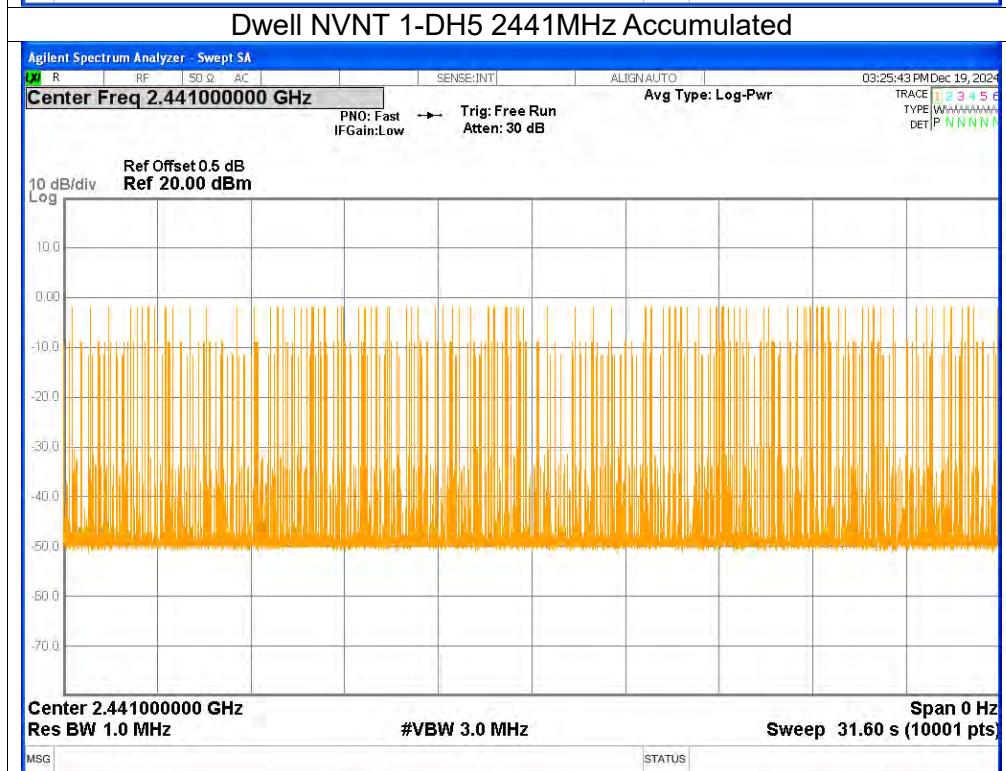 Dwell NVNT 1-DH5 2441MHz Accumulated
Agilent Spectrum Analyzer - Swept SA
LXI R RF 50 Ω AC SENSE:INT ALIGN AUTO 03:25:43 PM Dec 19, 2024
Center Freq 2.441000000 GHz Avg Type: Log-Pwr TRACE 1 2 3 4 5 6
PNO: Fast Trig: Free Run TYPE W
IFGain:Low Atten: 30 dB DET P N N N N N
Ref Offset 0.5 dB
10 dB/div Ref 20.00 dBm
Log
10.0
0.00
-10.0
-20.0
-30.0
-40.0
-50.0
-60.0
-70.0
Center 2.441000000 GHz Span 0 Hz
Res BW 1.0 MHz #VBW 3.0 MHz Sweep 31.60 s (10001 pts)
MSG STATUS